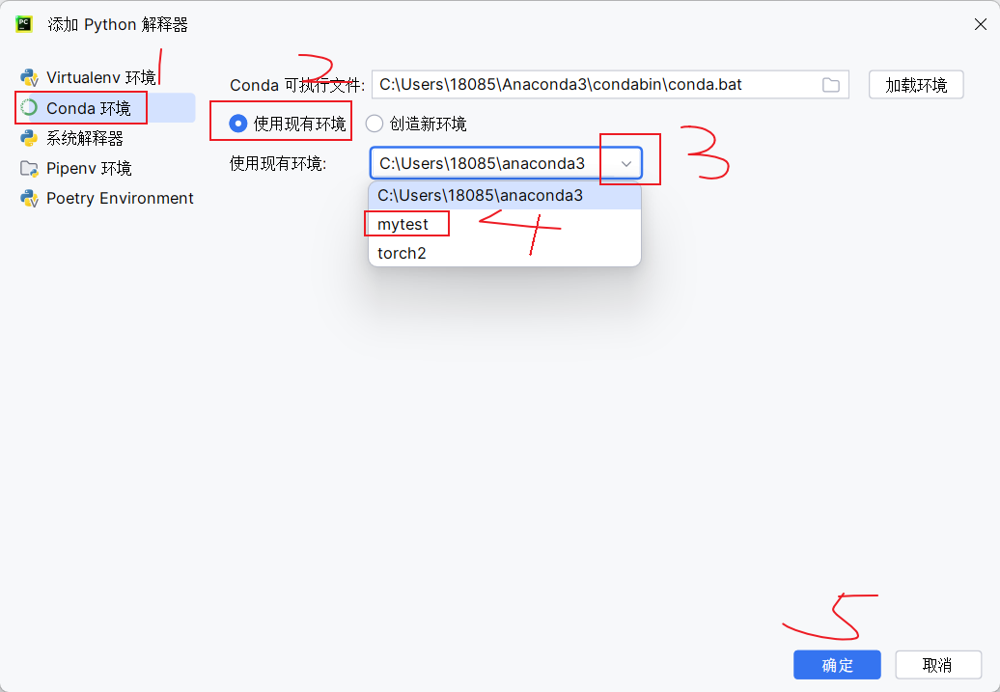 PC 添加 Python 解释器
1
2
Virtualenv 环境
Conda 可执行文件: C:\Users\18085\Anaconda3\condabin\conda.bat 加载环境
Conda 环境
使用现有环境 创造新环境
系统解释器
3
使用现有环境: C:\Users\18085\anaconda3
Pipenv 环境
Poetry Environment
C:\Users\18085\anaconda3
mytest
4
torch2
5
确定 取消